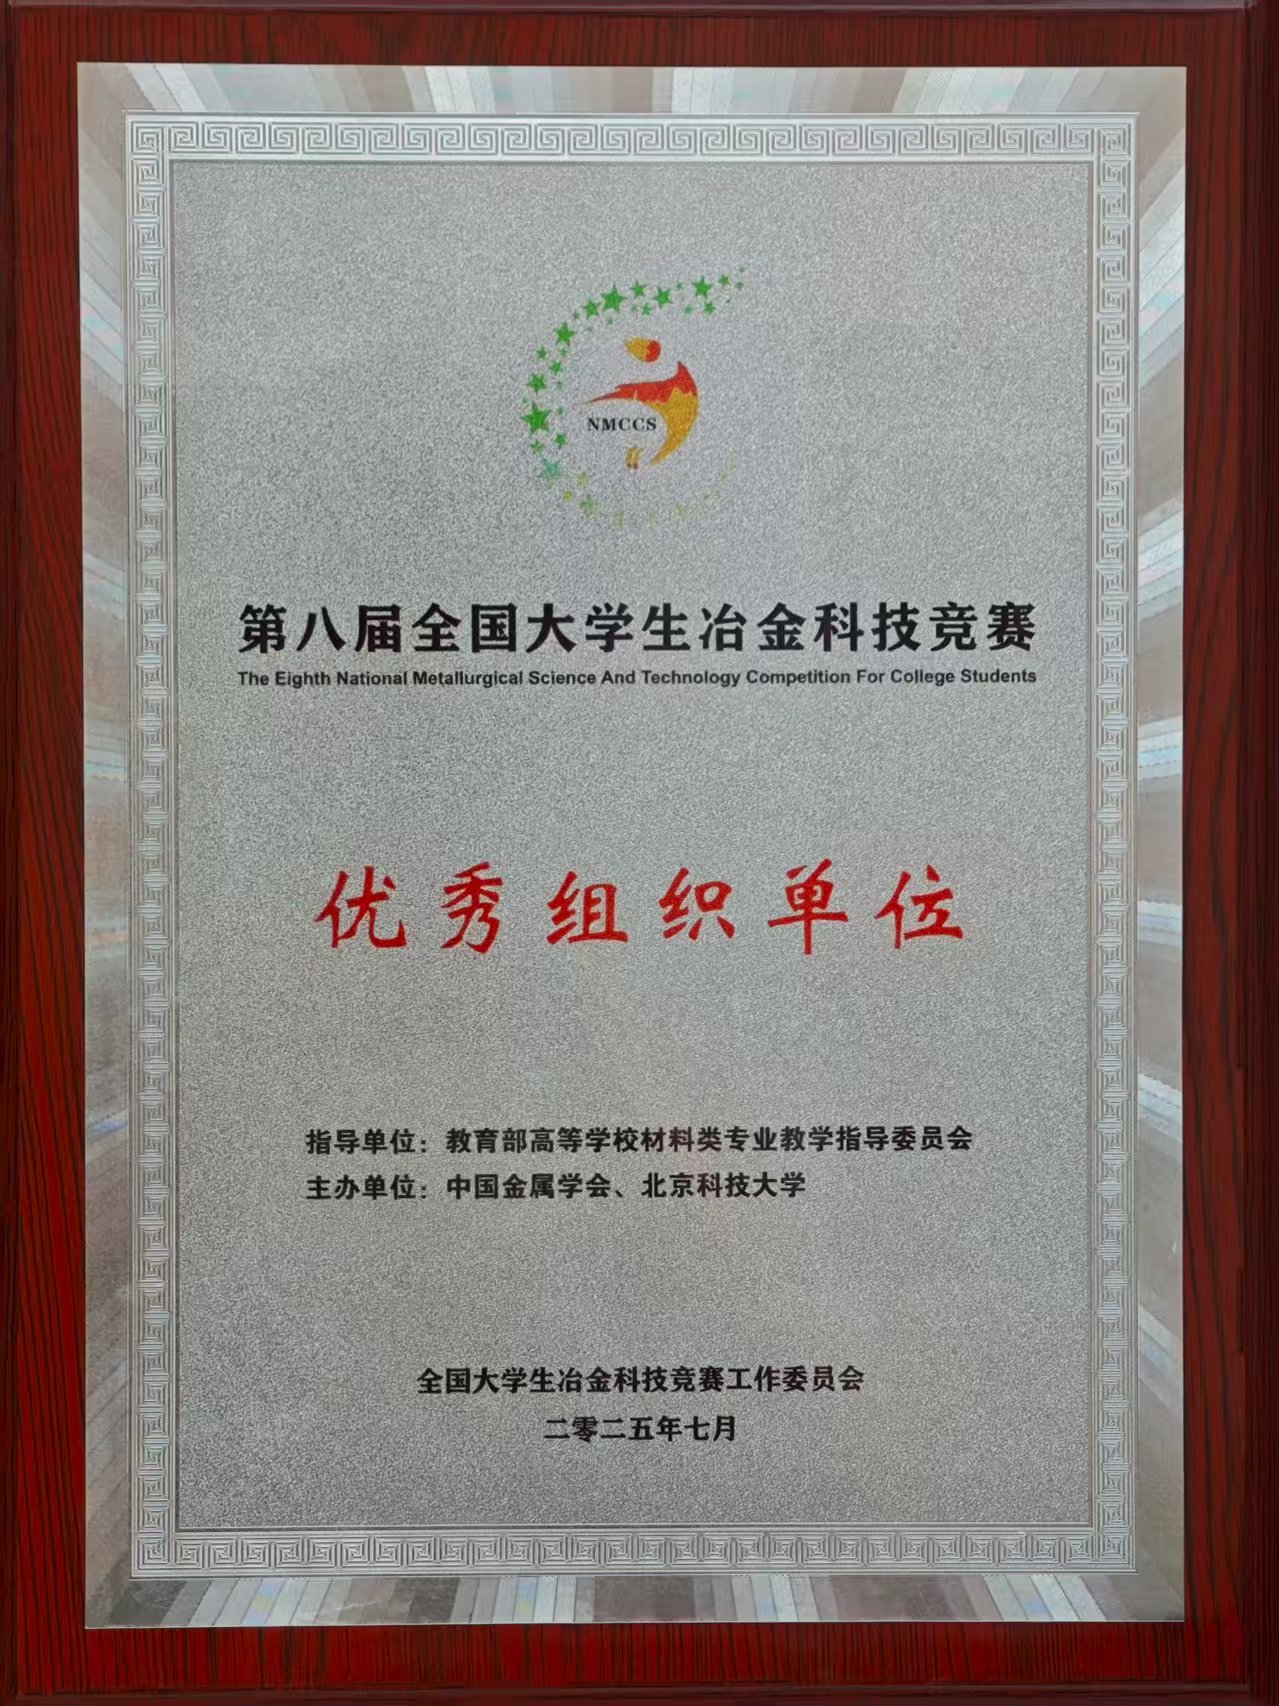 NMCCS
第八届全国大学生冶金科技竞赛
The Eighth National Metallurgical Science And Technology Competition For College Students
优秀组织单位
指导单位：教育部高等学校材料类专业教学指导委员会
主办单位：中国金属学会、北京科技大学
全国大学生冶金科技竞赛工作委员会
二零二五年七月